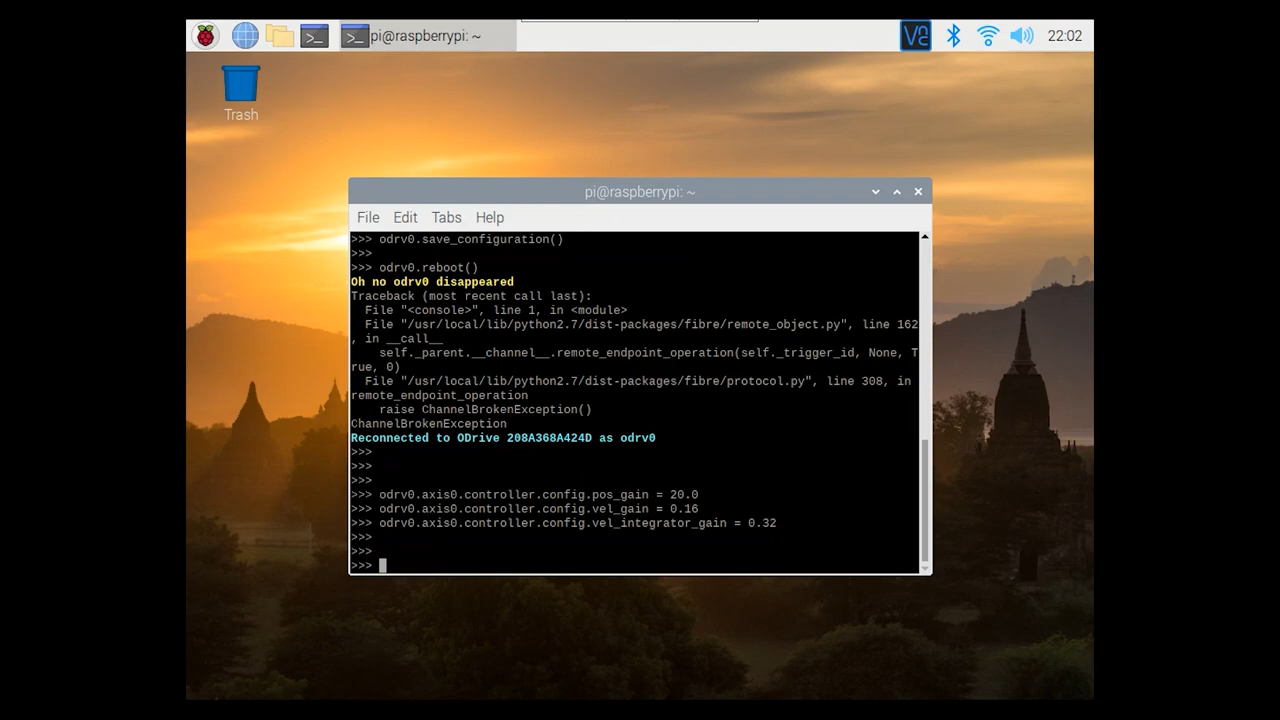 pi@raspberrypi: ~
22:02
Trash
pi@raspberrypi: ~
File Edit Tabs Help
>>> odrv0.save_configuration()
>>>
>>> odrv0.reboot()
Oh no odrv0 disappeared
Traceback (most recent call last):
  File "<console>", line 1, in <module>
  File "/usr/local/lib/python2.7/dist-packages/fibre/remote_object.py", line 162
, in __call__
    self._parent.__channel__.remote_endpoint_operation(self._trigger_id, None, T
rue, 0)
  File "/usr/local/lib/python2.7/dist-packages/fibre/protocol.py", line 308, in
remote_endpoint_operation
    raise ChannelBrokenException()
ChannelBrokenException
Reconnected to ODrive 208A368A424D as odrv0
>>>
>>>
>>>
>>> odrv0.axis0.controller.config.pos_gain = 20.0
>>> odrv0.axis0.controller.config.vel_gain = 0.16
>>> odrv0.axis0.controller.config.vel_integrator_gain = 0.32
>>>
>>>
>>>